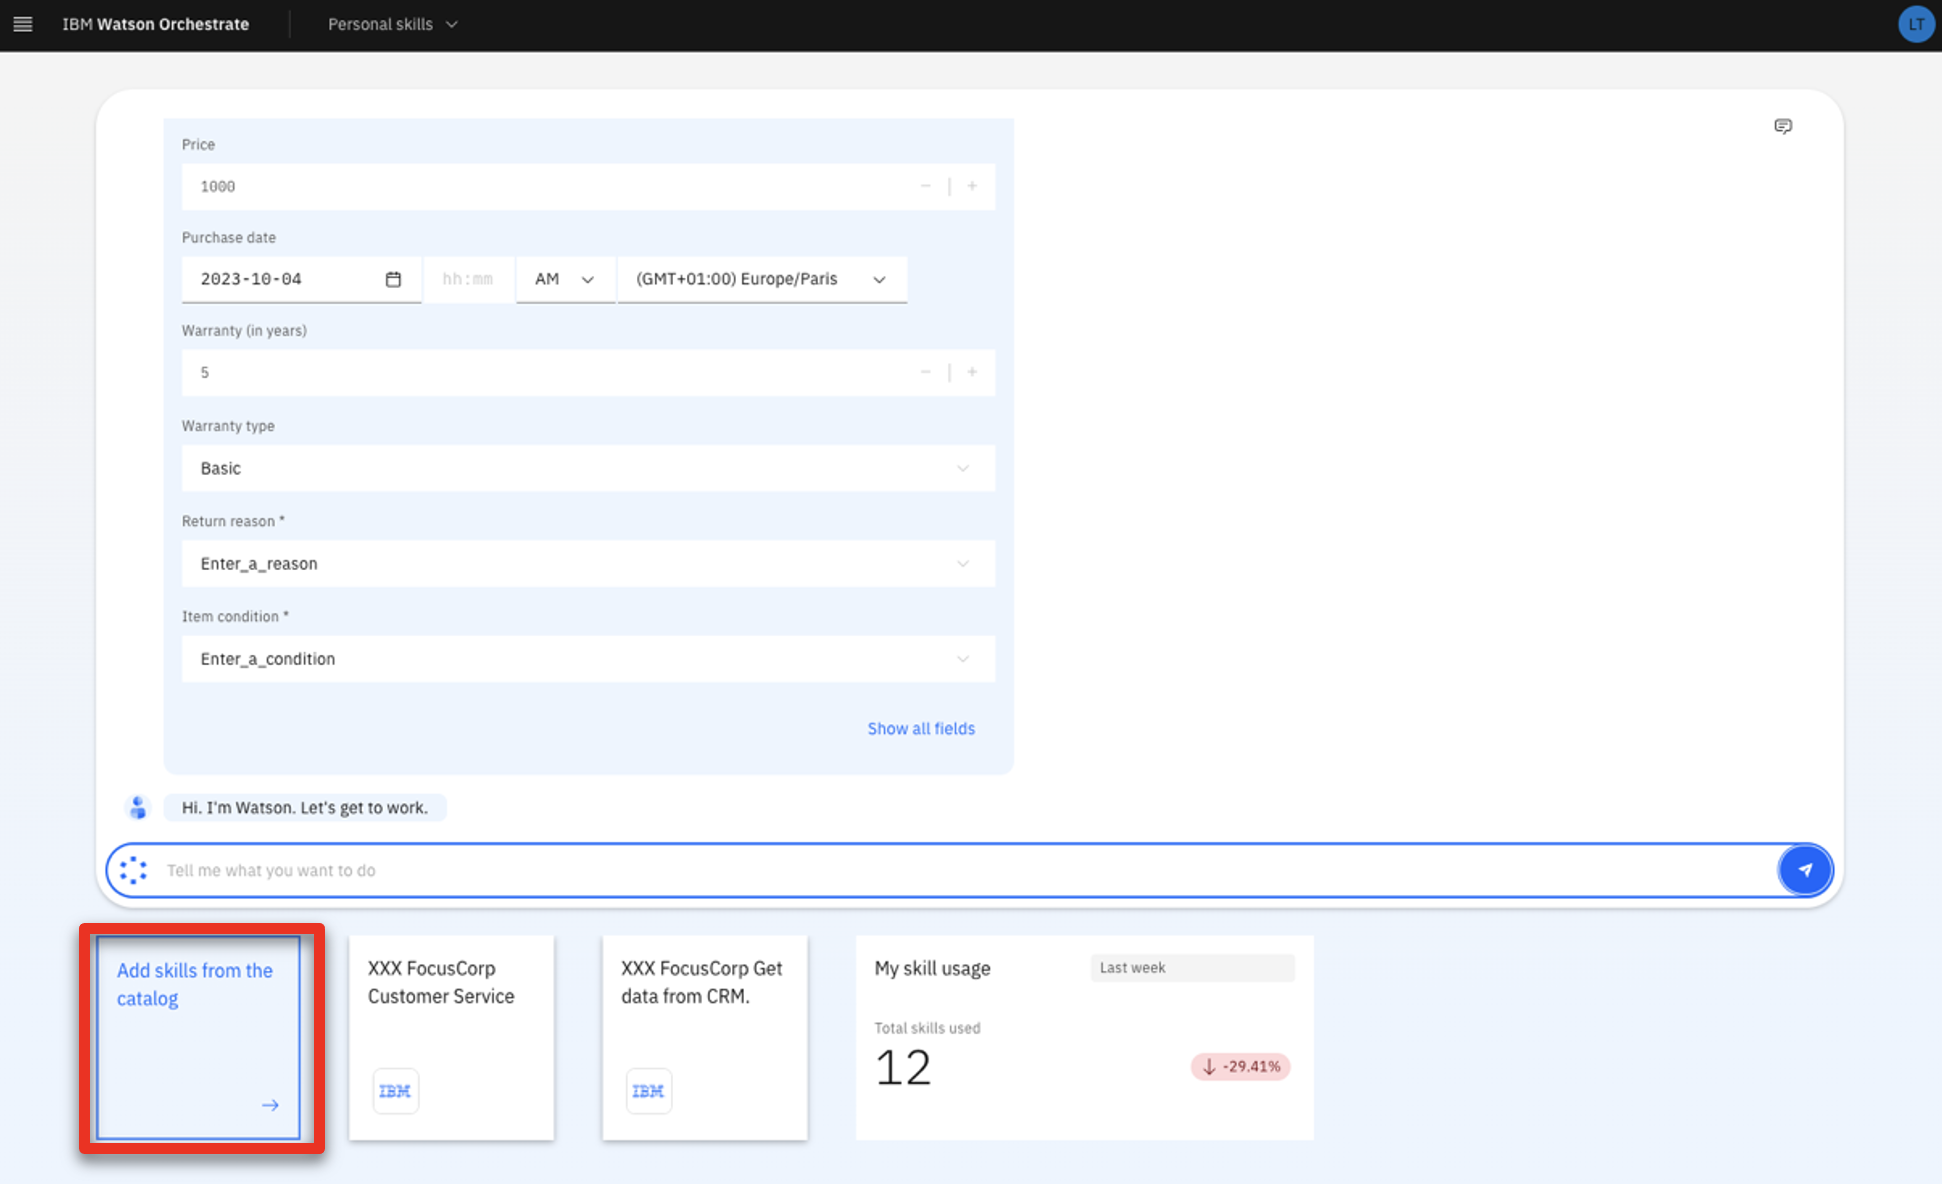 IBM Watson Orchestrate
Personal skills
LT
Price
1000
Purchase date
2023-10-04
hh:mm
AM
(GMT+01:00) Europe/Paris
Warranty (in years)
5
Warranty type
Basic
Return reason *
Enter_a_reason
Item condition *
Enter_a_condition
Show all fields
Hi. I'm Watson. Let's get to work.
Tell me what you want to do
Add skills from the
catalog
XXX FocusCorp
Customer Service
IBM
XXX FocusCorp Get
data from CRM.
IBM
My skill usage
Last week
Total skills used
12
-29.41%